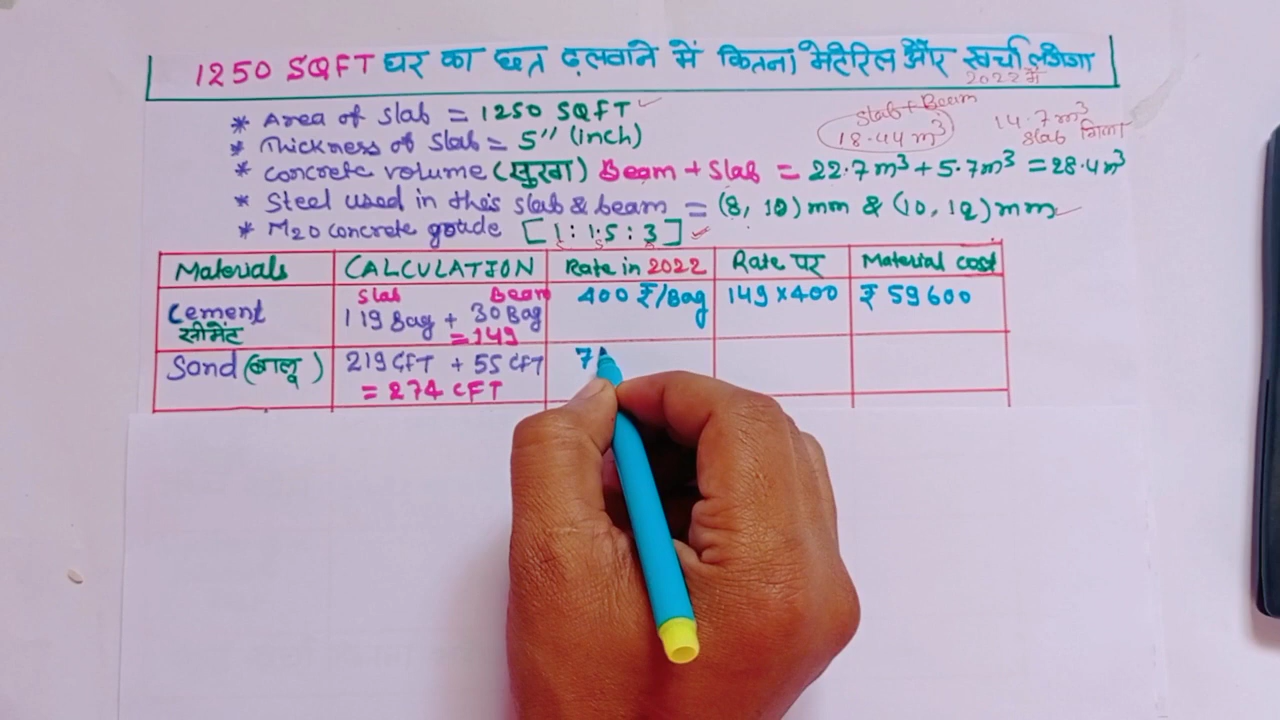 1250 SQFT घर का छत ढ़लवाने में कितना मेटेरिल और खर्चा लगेगा
2022 में
* Area of slab = 1250 SQFT ✓
slab + Beam
18.44 m³
14.7 m³
slab गिला
* Thickness of slab = 5" (inch)
* concrete volume (सुखा) Beam + Slab = 22.7 m³ + 5.7 m³ = 28.4 m³
* Steel used in this slab & beam = (8, 10) mm & (10, 12) mm
* M20 concrete grade [1 : 1.5 : 3]
Materials CALCULATION Rate in 2022 Rate पर Material cost
Cement सीमेंट
Slab Beam
119 Bag + 30 Bag
= 149
400 ₹/Bag 149 × 400 ₹ 59600
Sand (बालू)
219 CFT + 55 CFT
= 274 CFT
7